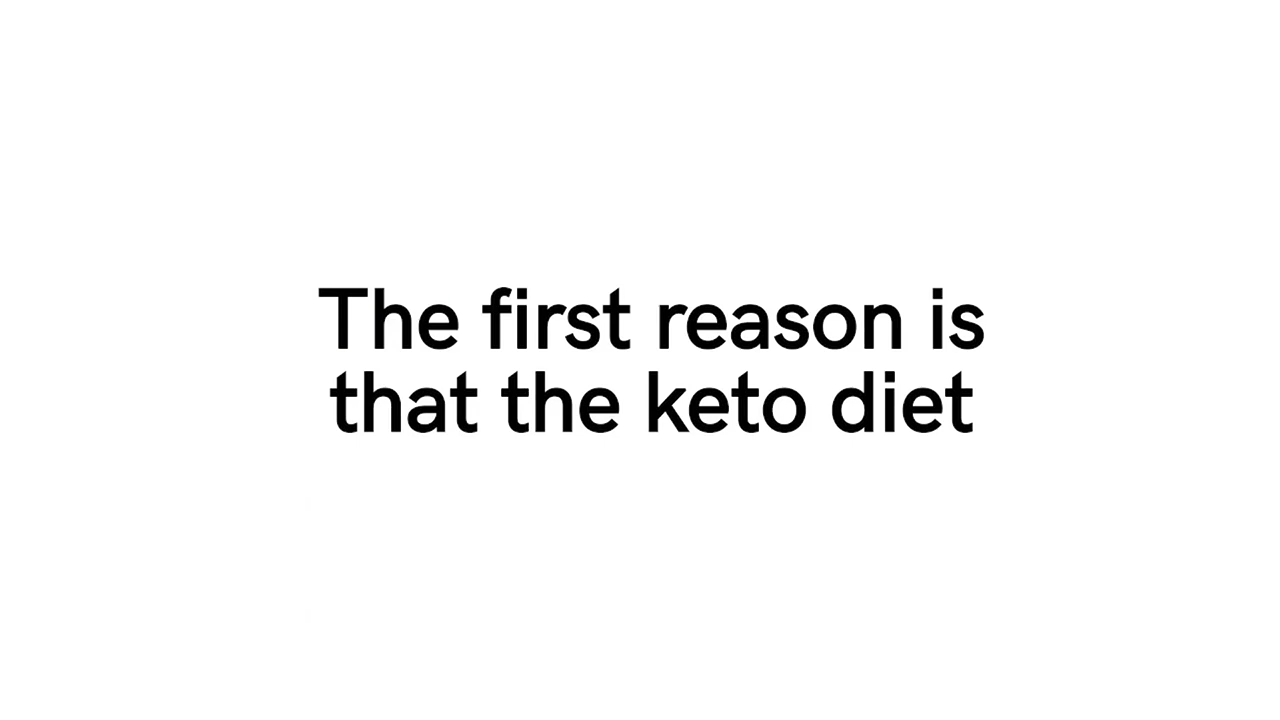 The first reason is
that the keto diet